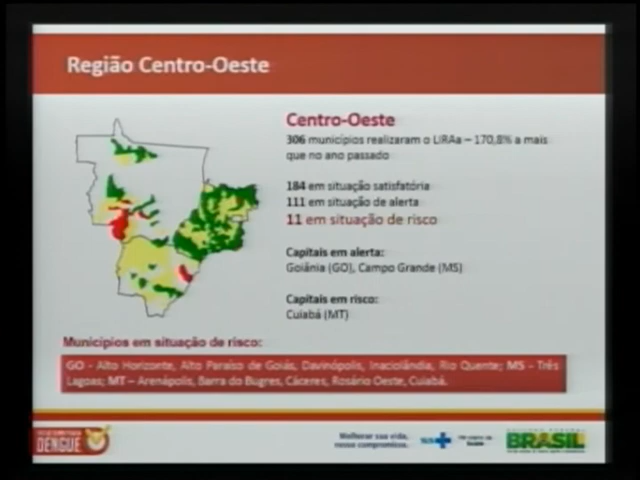 Região Centro-Oeste
Centro-Oeste
306 municípios realizaram o LIRAa – 170,8% a mais
que no ano passado
184 em situação satisfatória
111 em situação de alerta
11 em situação de risco
Capitais em alerta:
Goiânia (GO), Campo Grande (MS)
Capitais em risco:
Cuiabá (MT)
Municípios em situação de risco:
GO - Alto Horizonte, Alto Paraíso de Goiás, Davinópolis, Inaciolândia, Rio Quente; MS - Três
Lagoas; MT – Arenápolis, Barra do Bugres, Cáceres, Rosário Oeste, Cuiabá.
DENGUE
Melhorar sua vida,
nosso compromisso.
SUS
BRASIL